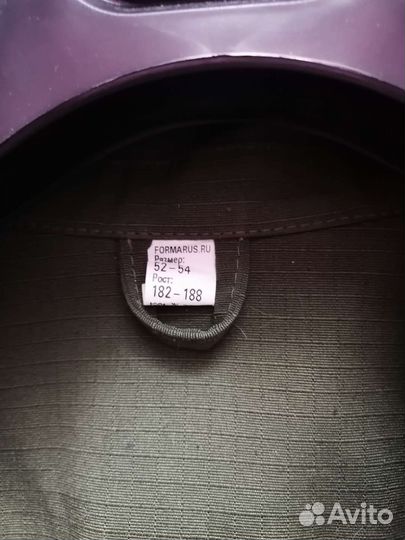 FORMARUS.RU
Размер:
52-54
Рост:
182-188
Avito